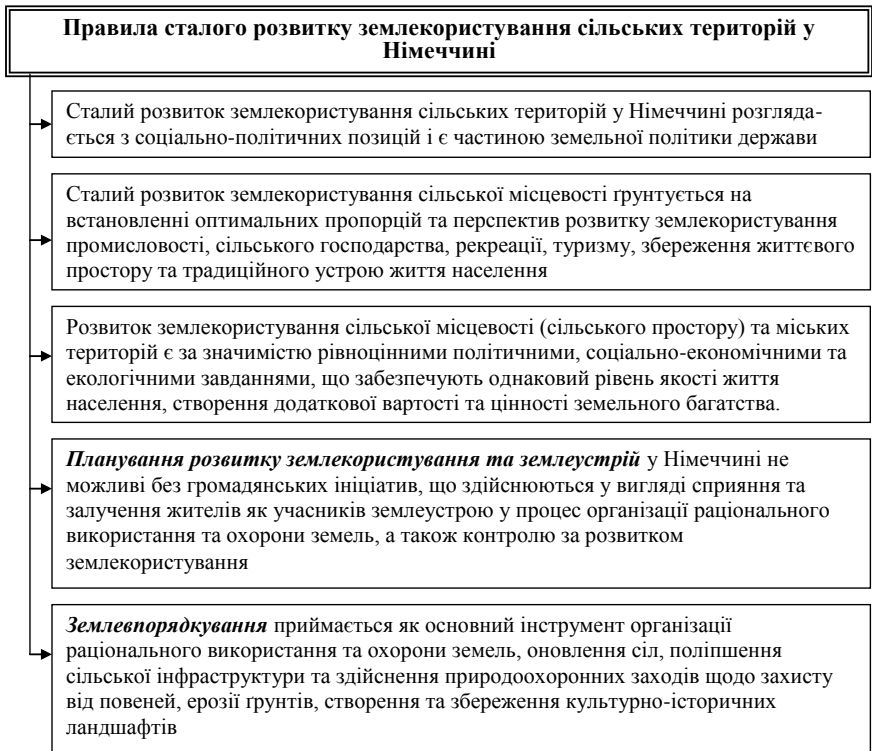 Правила сталого розвитку землекористування сільських територій у
Німеччині
Сталий розвиток землекористування сільських територій у Німеччині розгляда-
ється з соціально-політичних позицій і є частиною земельної політики держави
Сталий розвиток землекористування сільської місцевості ґрунтується на
встановленні оптимальних пропорцій та перспектив розвитку землекористування
промисловості, сільського господарства, рекреації, туризму, збереження життєвого
простору та традиційного устрою життя населення
Розвиток землекористування сільської місцевості (сільського простору) та міських
територій є за значимістю рівноцінними політичними, соціально-економічними та
екологічними завданнями, що забезпечують однаковий рівень якості життя
населення, створення додаткової вартості та цінності земельного багатства.
Планування розвитку землекористування та землеустрій у Німеччині не
можливі без громадянських ініціатив, що здійснюються у вигляді сприяння та
залучення жителів як учасників землеустрою у процес організації раціонального
використання та охорони земель, а також контролю за розвитком
землекористування
Землевпорядкування приймається як основний інструмент організації
раціонального використання та охорони земель, оновлення сіл, поліпшення
сільської інфраструктури та здійснення природоохоронних заходів щодо захисту
від повеней, ерозії ґрунтів, створення та збереження культурно-історичних
ландшафтів